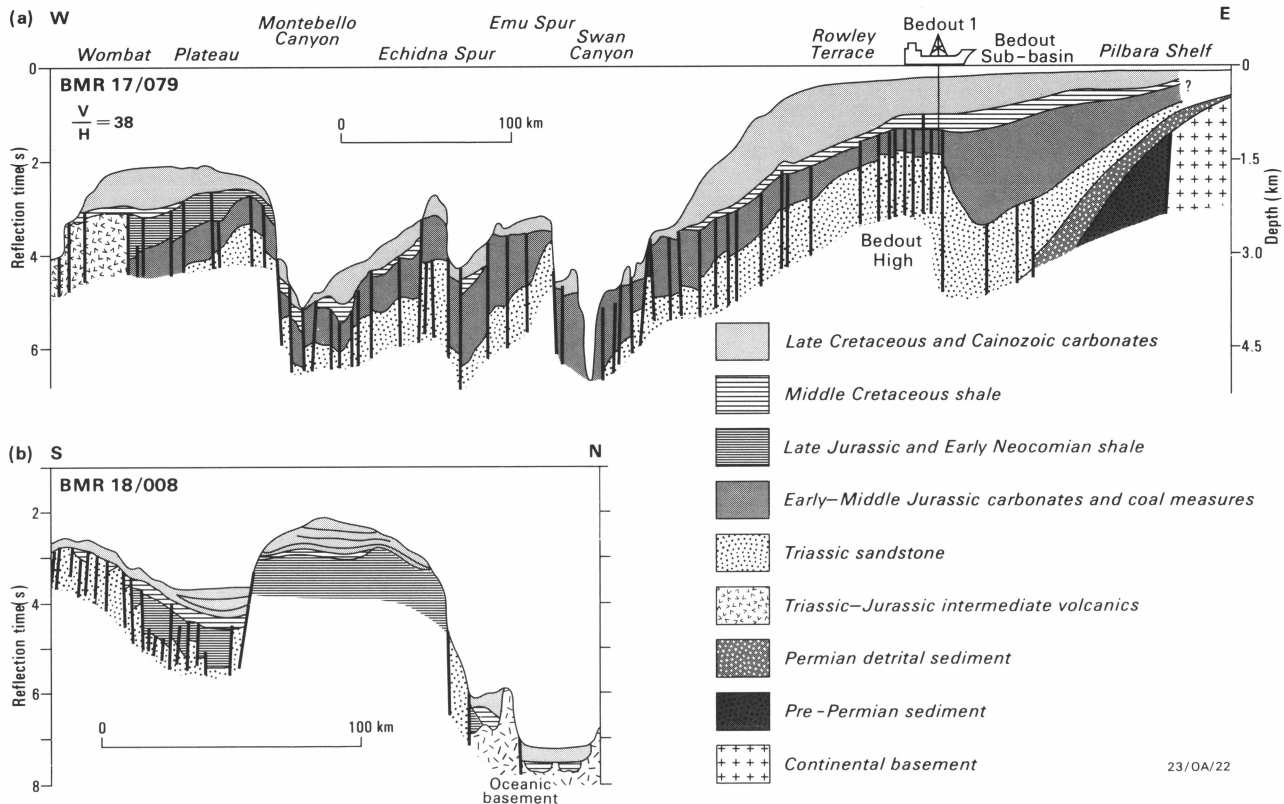 (a) W
Montebello
Canyon
Emu Spur
Bedout 1
E
Wombat Plateau
Echidna Spur
Swan
Canyon
Rowley
Terrace
Bedout
Sub-basin
Pilbara Shelf
0
BMR 17/079
V
H
=38
0
100 km
2
4
6
Reflection time(s)
0
1.5
3.0
4.5
Depth (km)
?
Bedout
High
Late Cretaceous and Cainozoic carbonates
Middle Cretaceous shale
Late Jurassic and Early Neocomian shale
Early–Middle Jurassic carbonates and coal measures
Triassic sandstone
Triassic–Jurassic intermediate volcanics
Permian detrital sediment
Pre-Permian sediment
Continental basement
(b) S
N
BMR 18/008
2
4
6
8
Reflection time(s)
0
100 km
Oceanic
basement
23/OA/22